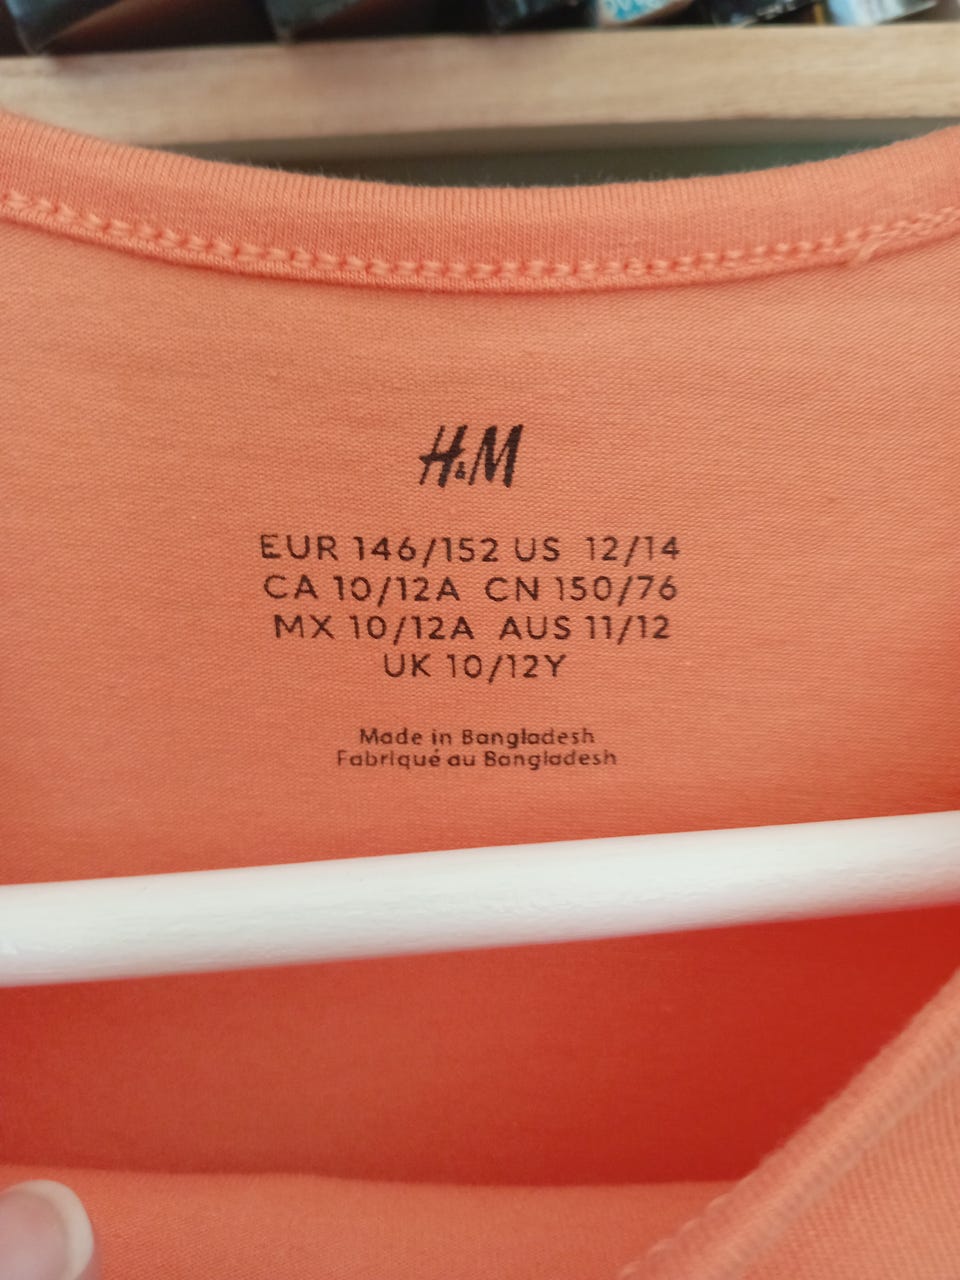 H&M
EUR 146/152 US 12/14
CA 10/12A CN 150/76
MX 10/12A AUS 11/12
UK 10/12Y
Made in Bangladesh
Fabriqué au Bangladesh